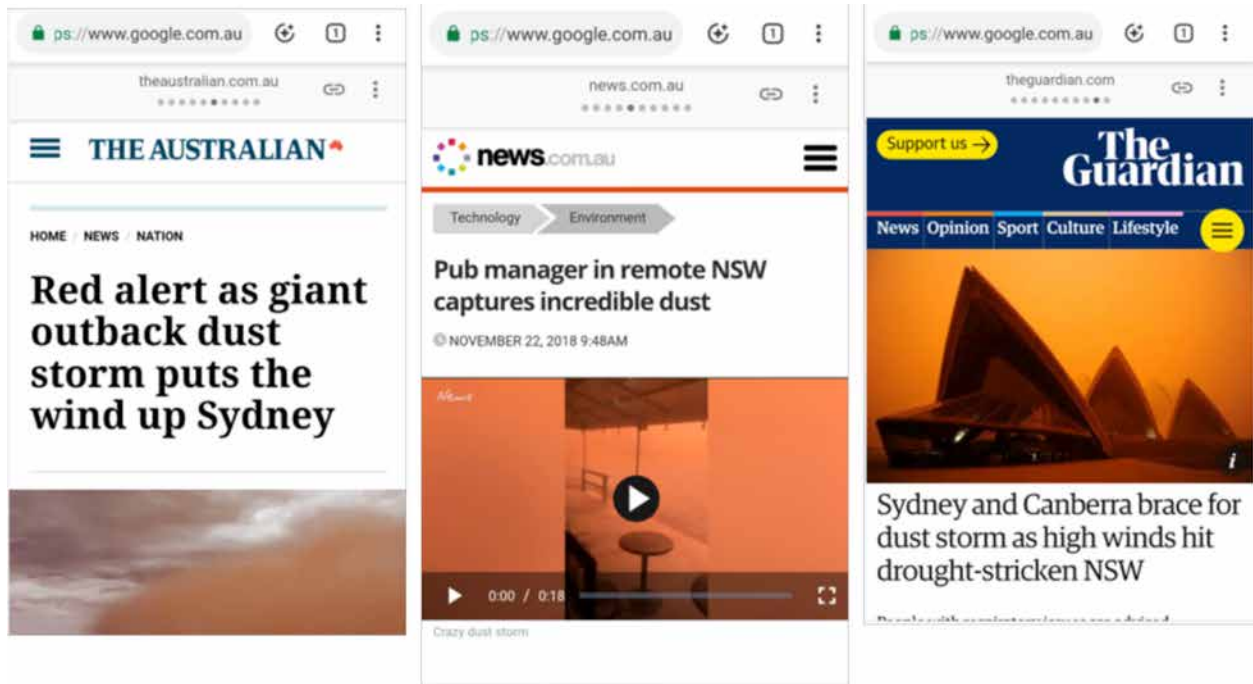 ps://www.google.com.au
1
theaustralian.com.au
THE AUSTRALIAN
HOME / NEWS / NATION
Red alert as giant
outback dust
storm puts the
wind up Sydney
ps://www.google.com.au
1
news.com.au
news.com.au
Technology
Environment
Pub manager in remote NSW
captures incredible dust
NOVEMBER 22, 2018 9:48AM
News
0:00 / 0:18
Crazy dust storm
ps://www.google.com.au
1
theguardian.com
Support us →
The
Guardian
News Opinion Sport Culture Lifestyle
i
Sydney and Canberra brace for
dust storm as high winds hit
drought-stricken NSW